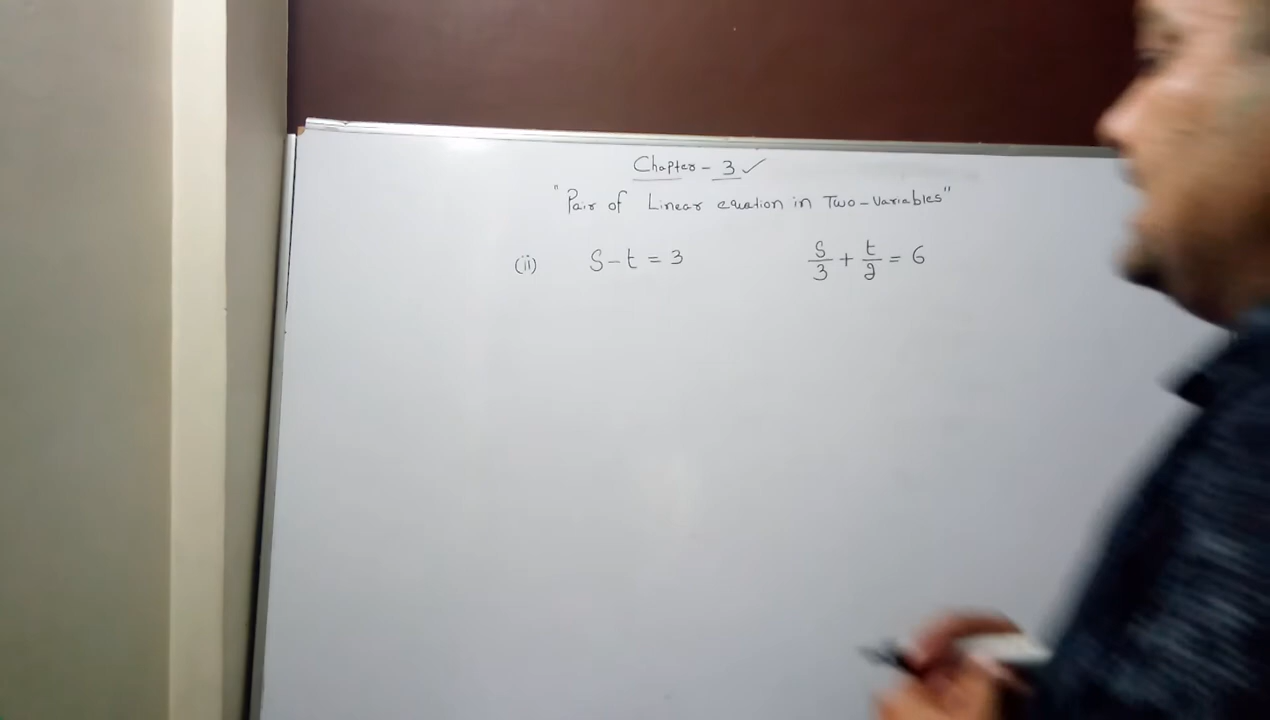 Chapter - 3 ✓
"Pair of Linear equation in Two-Variables"
(ii) S - t = 3 S/3 + t/2 = 6